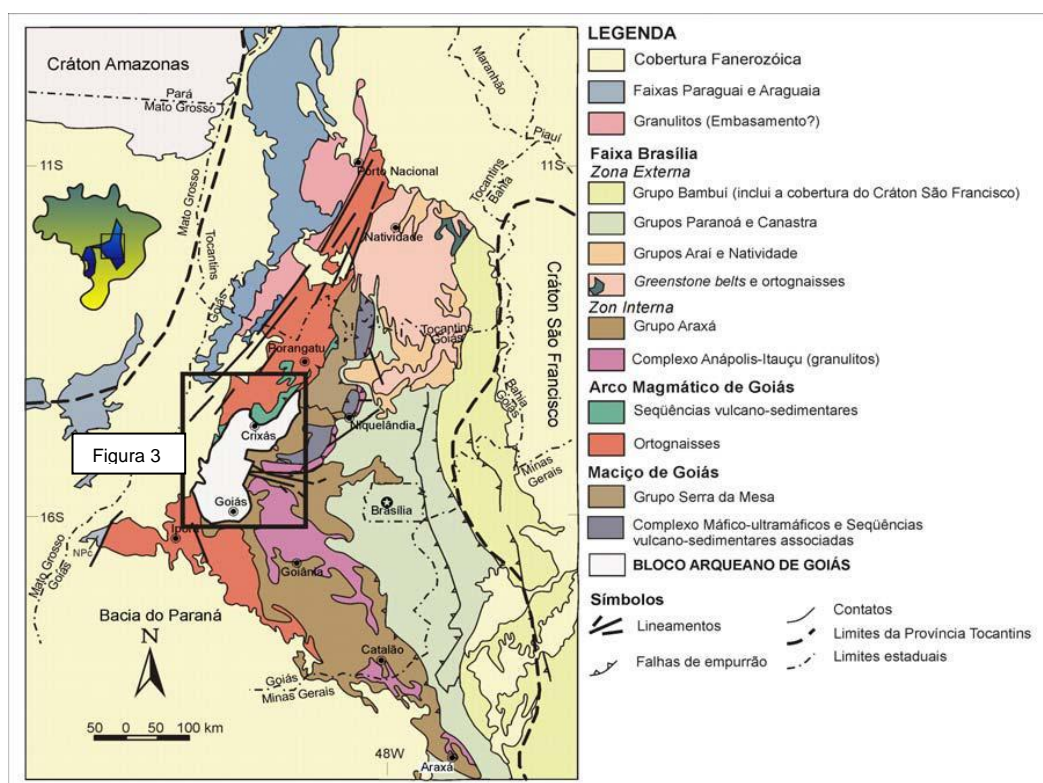 Cráton Amazonas
Pará
Mato Grosso
Maranhão
Piauí
11S
11S
Porto Nacional
Mato Grosso
Tocantins
Tocantins
Bahia
Natividade
Goiás
Tocantins
Goiás
Cráton São Francisco
Porangatu
Bahia
Goiás
Niquelândia
Crixás
Figura 3
Minas
Gerais
Goiás
Brasília
16S
16S
Iporá
NPc
Mato Grosso
Goiás
Goiânia
Bacia do Paraná
N
Catalão
Goiás
Minas Gerais
50 0 50 100 km
48W
Araxá
LEGENDA
Cobertura Fanerozóica
Faixas Paraguai e Araguaia
Granulitos (Embasamento?)
Faixa Brasília
Zona Externa
Grupo Bambuí (inclui a cobertura do Cráton São Francisco)
Grupos Paranoá e Canastra
Grupos Araí e Natividade
Greenstone belts e ortognaisses
Zon Interna
Grupo Araxá
Complexo Anápolis-Itauçu (granulitos)
Arco Magmático de Goiás
Seqüências vulcano-sedimentares
Ortognaisses
Maciço de Goiás
Grupo Serra da Mesa
Complexo Máfico-ultramáficos e Seqüências
vulcano-sedimentares associadas
BLOCO ARQUEANO DE GOIÁS
Símbolos
Lineamentos
Falhas de empurrão
Contatos
Limites da Província Tocantins
Limites estaduais